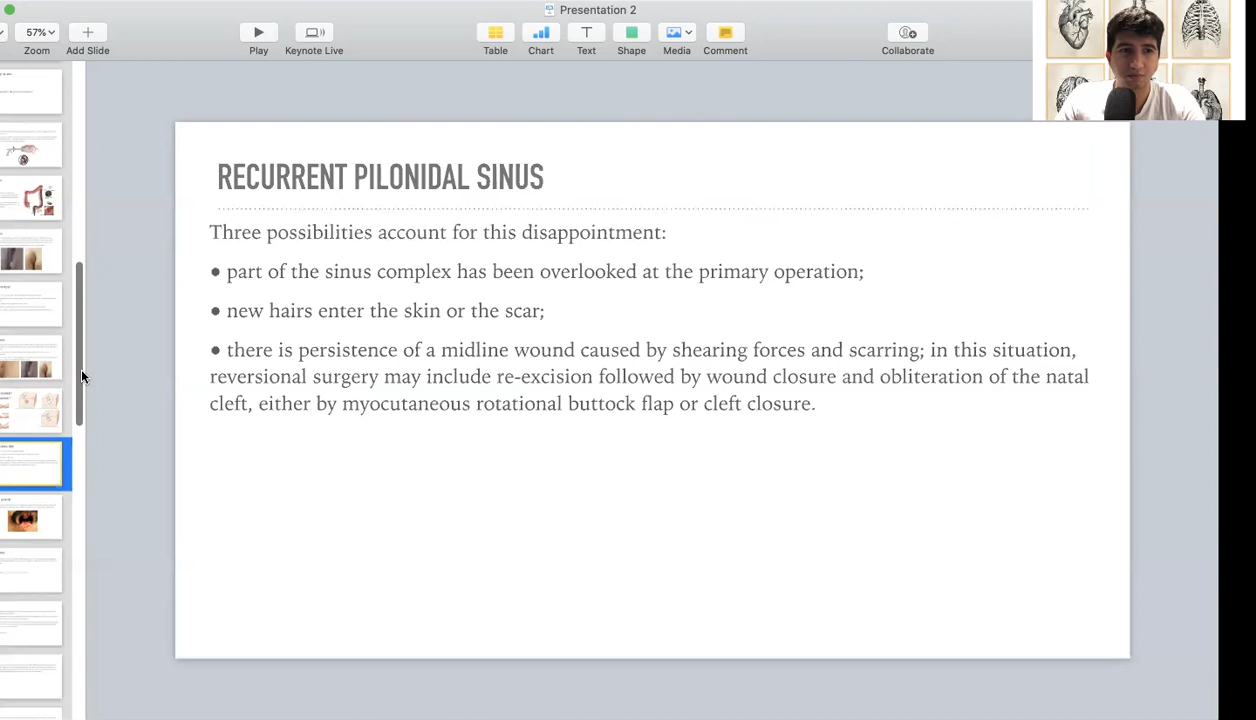 Presentation 2
57%
Zoom
Add Slide
Play
Keynote Live
Table
Chart
Text
Shape
Media
Comment
Collaborate
RECURRENT PILONIDAL SINUS
Three possibilities account for this disappointment:
• part of the sinus complex has been overlooked at the primary operation;
• new hairs enter the skin or the scar;
• there is persistence of a midline wound caused by shearing forces and scarring; in this situation,
reversional surgery may include re-excision followed by wound closure and obliteration of the natal
cleft, either by myocutaneous rotational buttock flap or cleft closure.